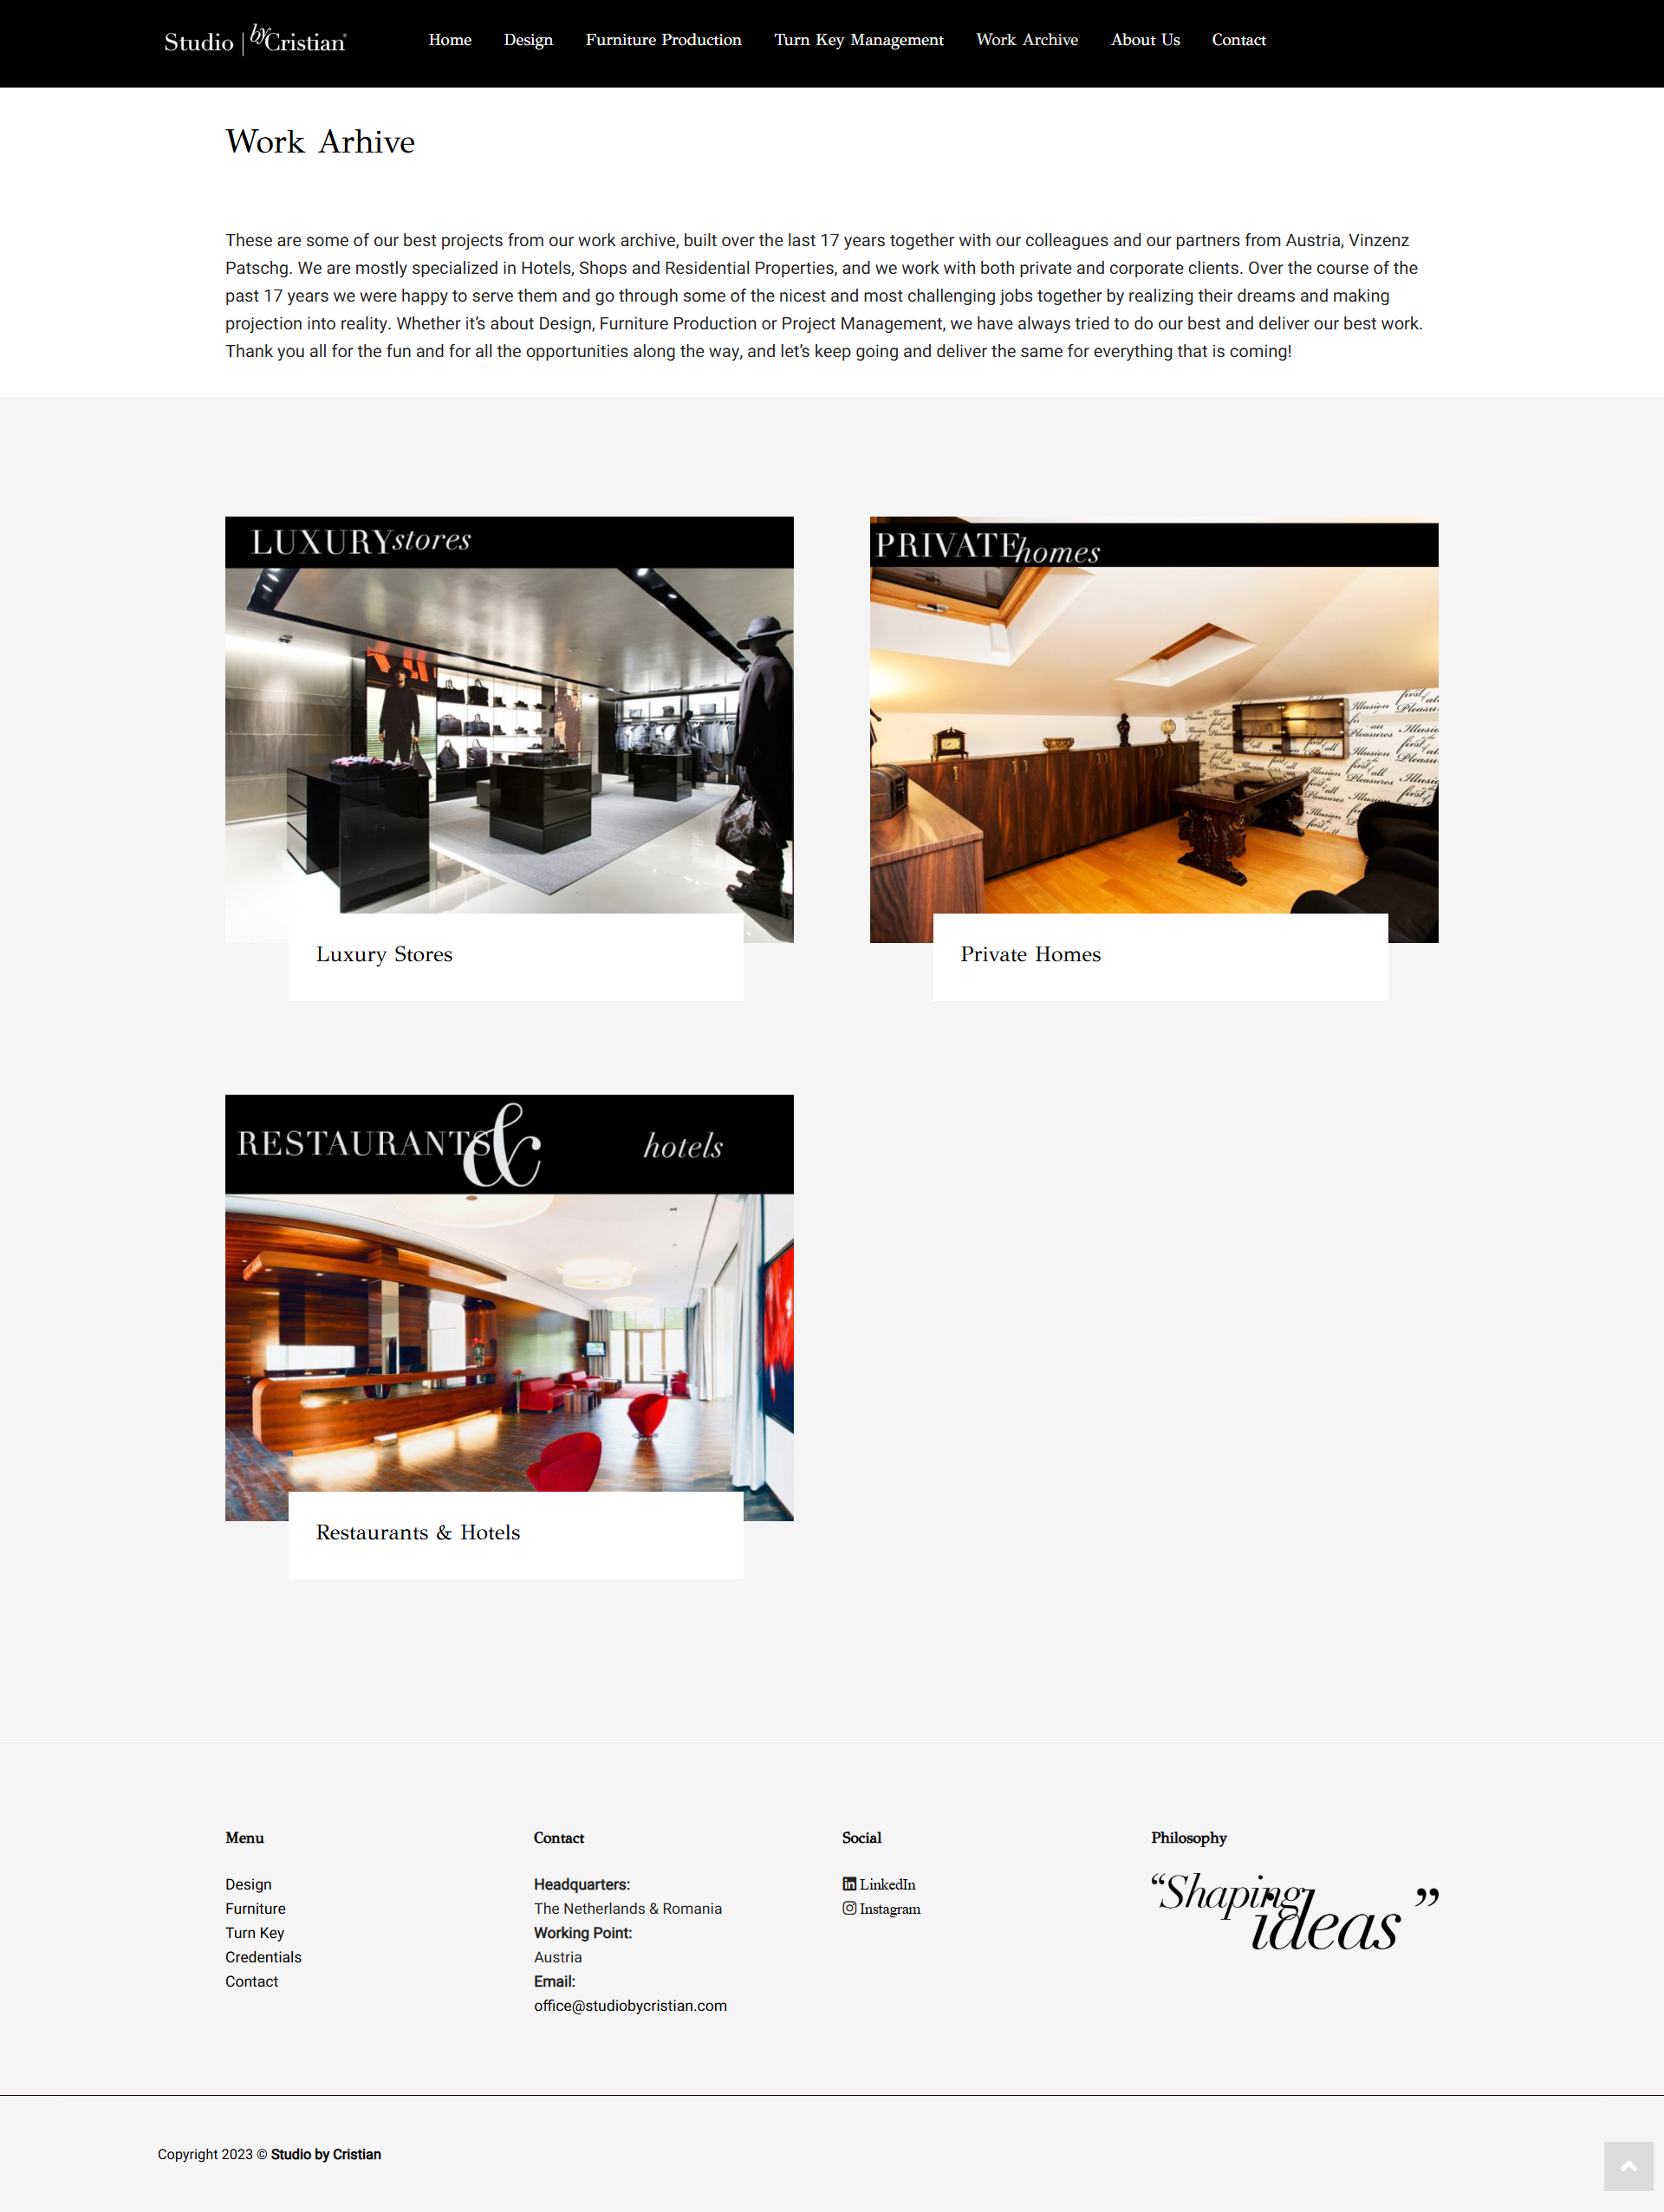 Studio | by Cristian®
Home Design Furniture Production Turn Key Management Work Archive About Us Contact
Work Arhive
These are some of our best projects from our work archive, built over the last 17 years together with our colleagues and our partners from Austria, Vinzenz
Patschg. We are mostly specialized in Hotels, Shops and Residential Properties, and we work with both private and corporate clients. Over the course of the
past 17 years we were happy to serve them and go through some of the nicest and most challenging jobs together by realizing their dreams and making
projection into reality. Whether it’s about Design, Furniture Production or Project Management, we have always tried to do our best and deliver our best work.
Thank you all for the fun and for all the opportunities along the way, and let’s keep going and deliver the same for everything that is coming!
LUXURY stores
Luxury Stores
PRIVATE homes
Private Homes
RESTAURANTS & hotels
Restaurants & Hotels
Menu
Design
Furniture
Turn Key
Credentials
Contact
Contact
Headquarters:
The Netherlands & Romania
Working Point:
Austria
Email:
office@studiobycristian.com
Social
LinkedIn
Instagram
Philosophy
“Shaping
ideas ”
Copyright 2023 © Studio by Cristian